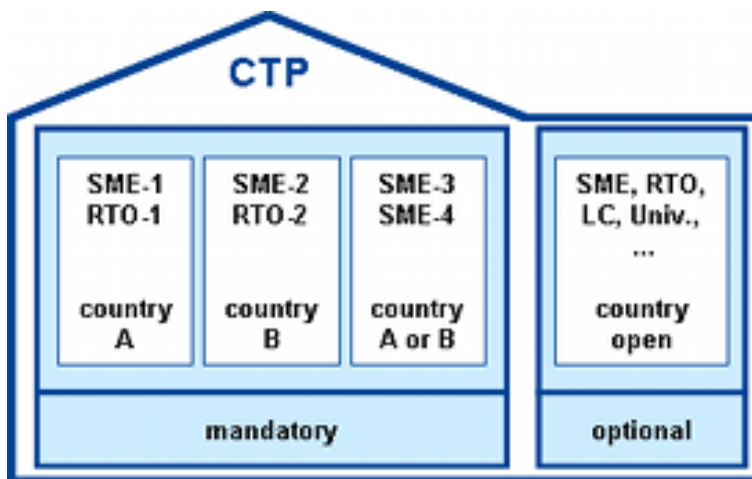 CTP
SME-1
RTO-1
country
A
SME-2
RTO-2
country
B
SME-3
SME-4
country
A or B
SME, RTO,
LC, Univ.,
...
country
open
mandatory
optional